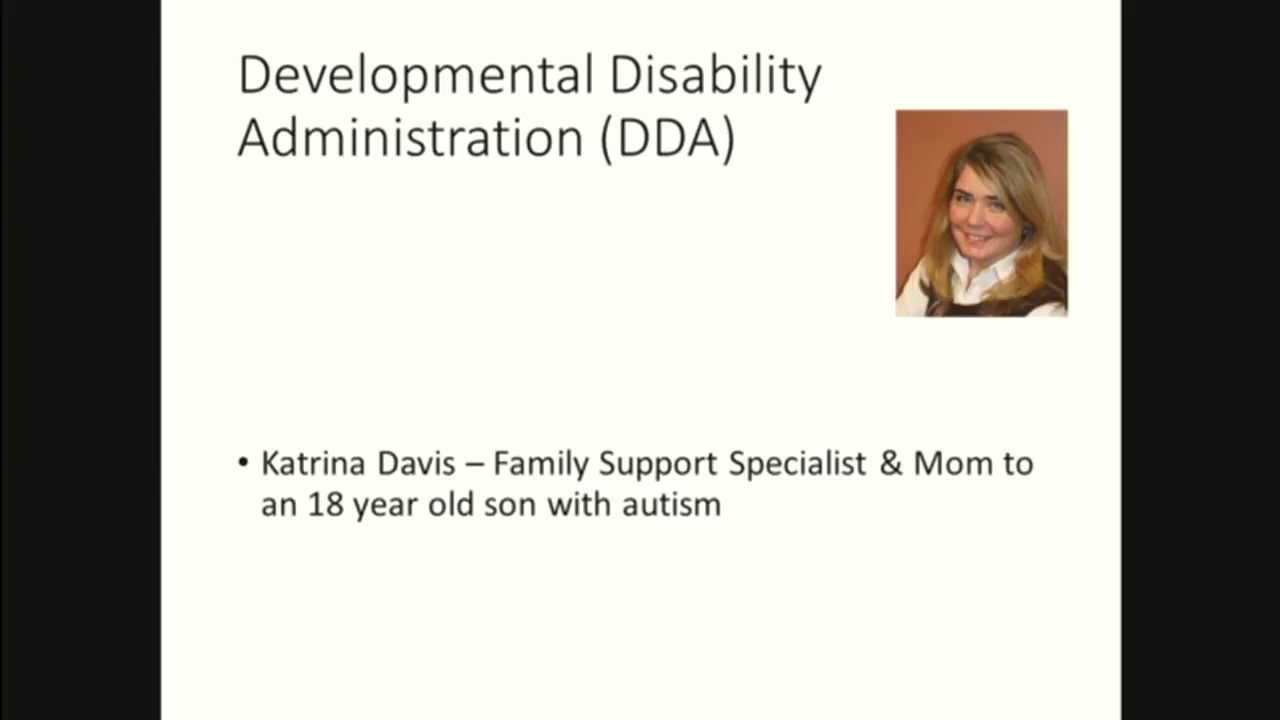 Developmental Disability
Administration (DDA)
• Katrina Davis – Family Support Specialist & Mom to
an 18 year old son with autism